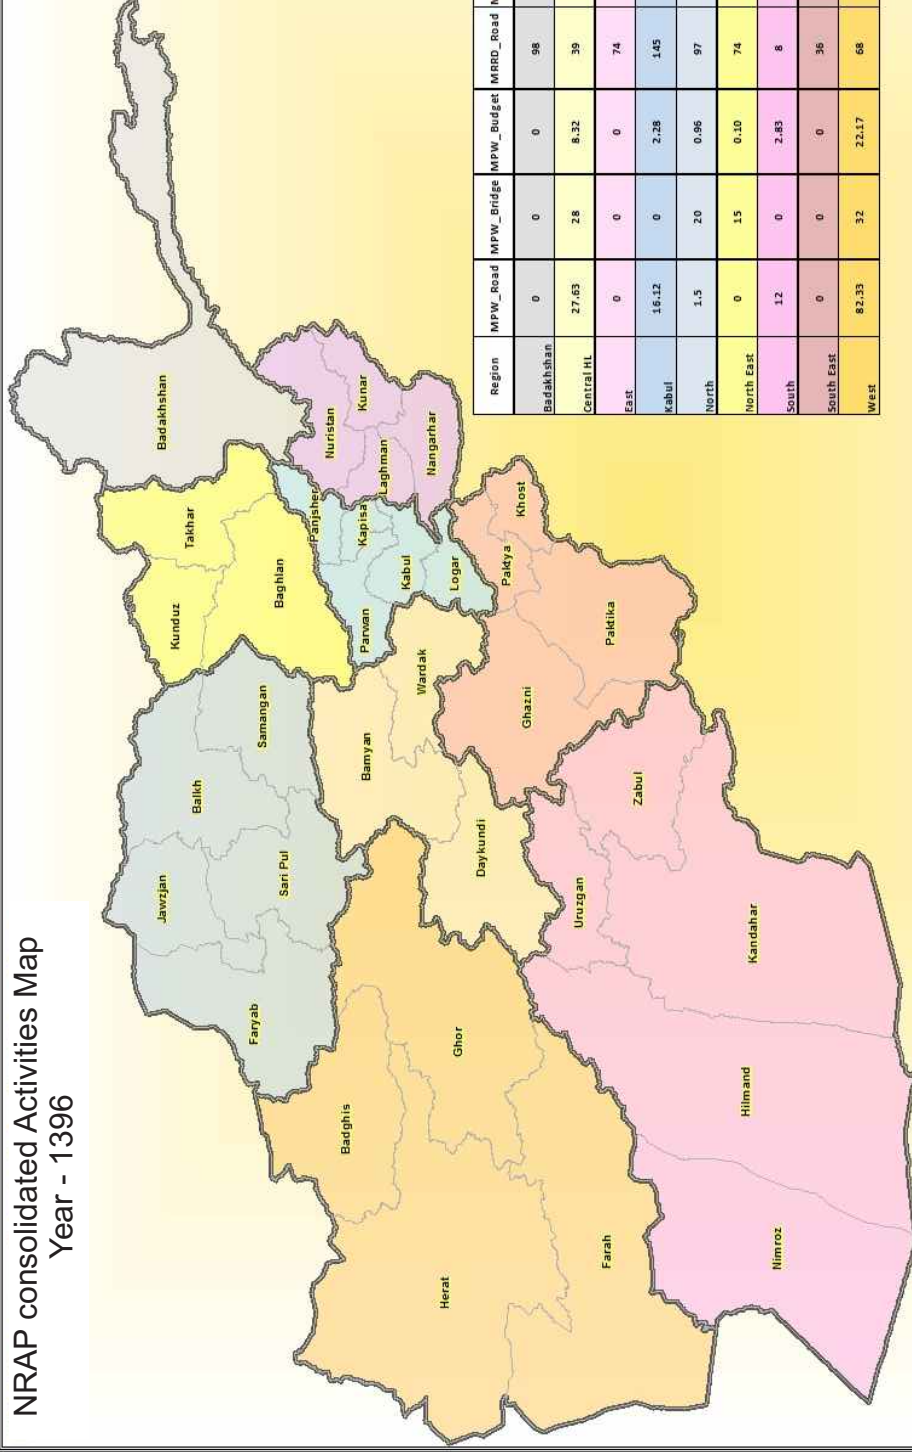 NRAP consolidated Activities Map
Year - 1396
Badakhshan
Takhar
Kunduz
Baghlan
Nuristan
Kunar
Laghman
Nangarhar
Panjsher
Kapisa
Parwan
Kabul
Logar
Balkh
Samangan
Jawzjan
Sari Pul
Faryab
Bamyan
Wardak
Daykundi
Paktya
Khost
Ghazni
Paktika
Badghis
Ghor
Herat
Farah
Uruzgan
Zabul
Kandahar
Hilmand
Nimroz
Region MPW_Road MPW_Bridge MPW_Budget MRRD_Road
Badakhshan 0 0 0 98
Central HL 27.63 28 8.32 39
East 0 0 0 74
Kabul 16.12 0 2.28 145
North 1.5 20 0.96 97
North East 0 15 0.10 74
South 12 0 2.83 8
South East 0 0 0 36
West 82.33 32 22.17 68